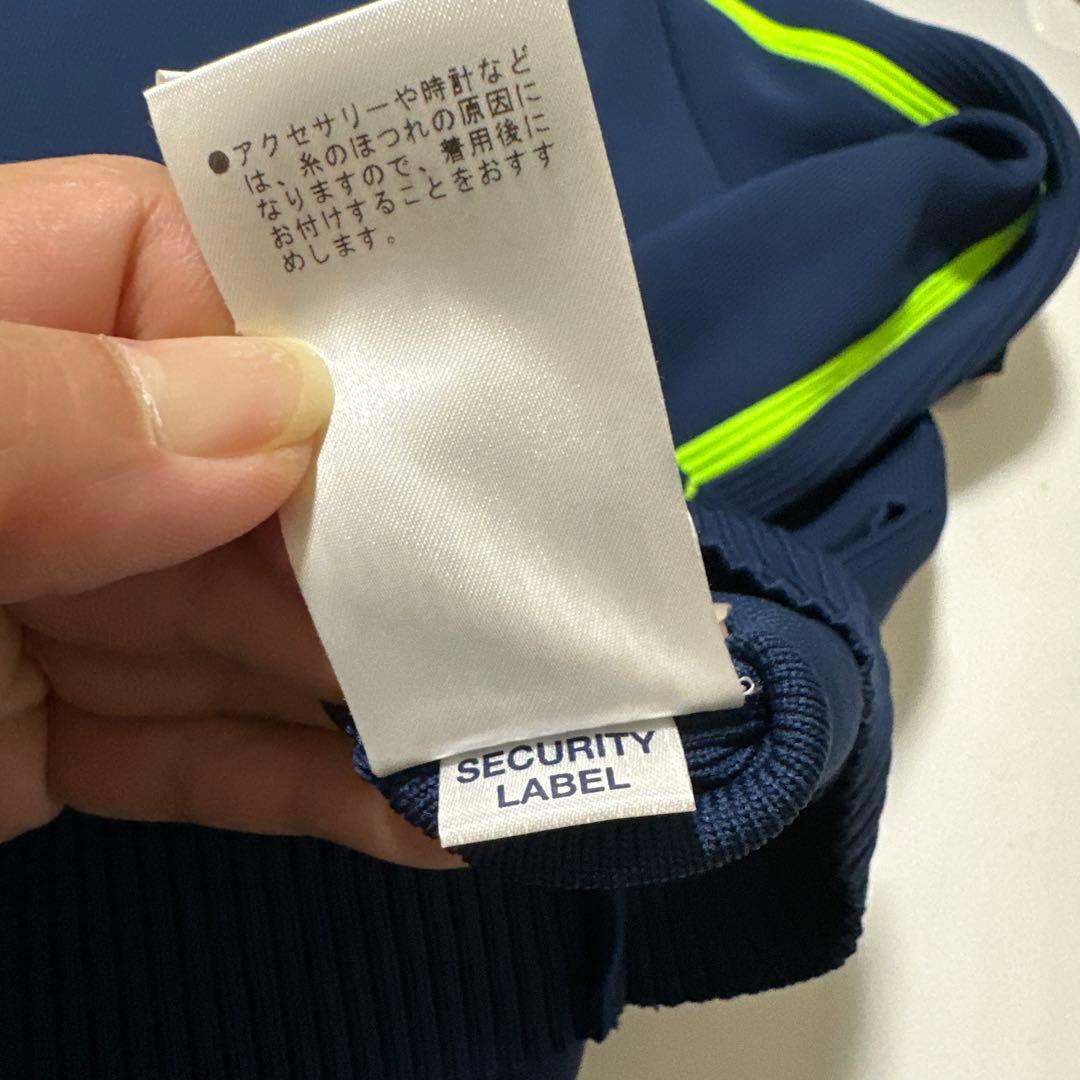 ●アクセサリーや時計など
は、糸のほつれの原因に
なりますので、着用後に
お付けすることをおすす
めします。
SECURITY
LABEL